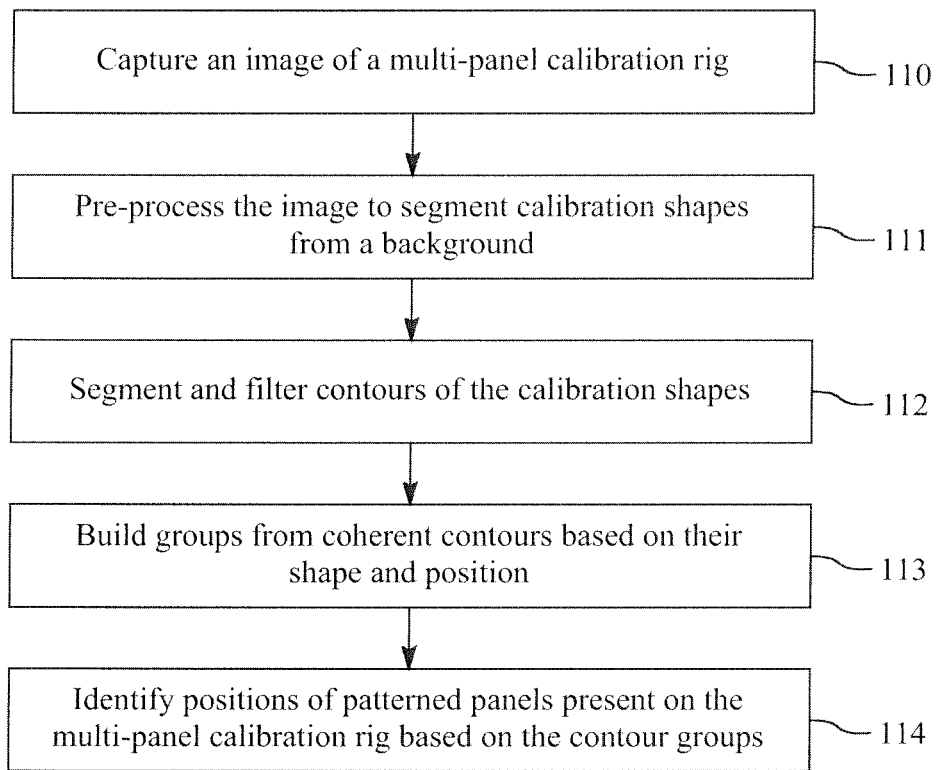 Capture an image of a multi-panel calibration rig
110
Pre-process the image to segment calibration shapes
from a background
111
Segment and filter contours of the calibration shapes
112
Build groups from coherent contours based on their
shape and position
113
Identify positions of patterned panels present on the
multi-panel calibration rig based on the contour groups
114